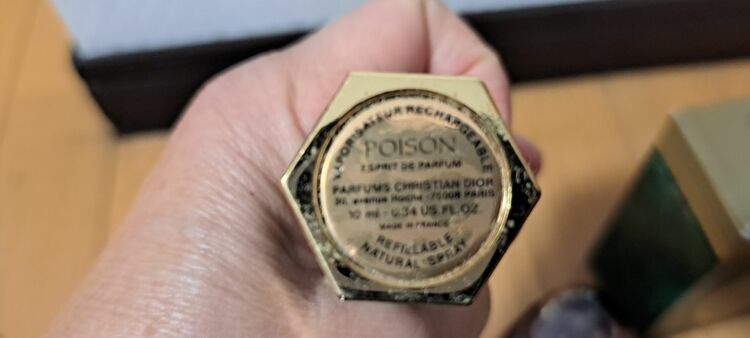 VAPORISATEUR RECHARGEABLE
POISON
ESPRIT DE PARFUM
PARFUMS CHRISTIAN DIOR
30, avenue Hoche - 75008 PARIS
10 ml - 0.34 US.FL.OZ.
MADE IN FRANCE
REFILLABLE
NATURAL SPRAY